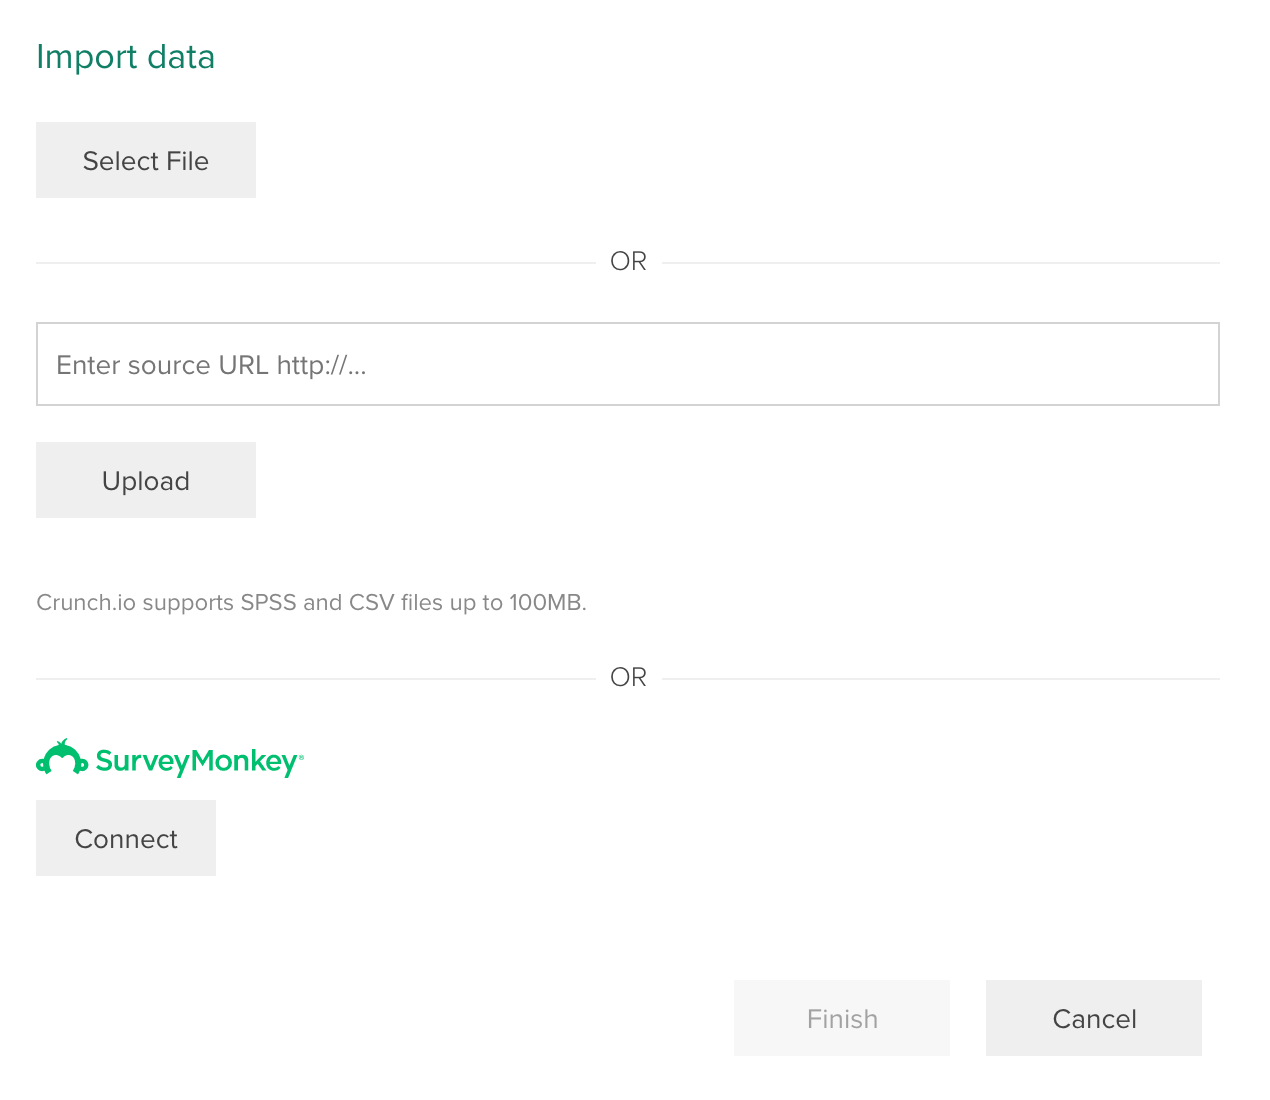 Import data
Select File
OR
Enter source URL http://...
Upload
Crunch.io supports SPSS and CSV files up to 100MB.
OR
SurveyMonkey®
Connect
Finish
Cancel